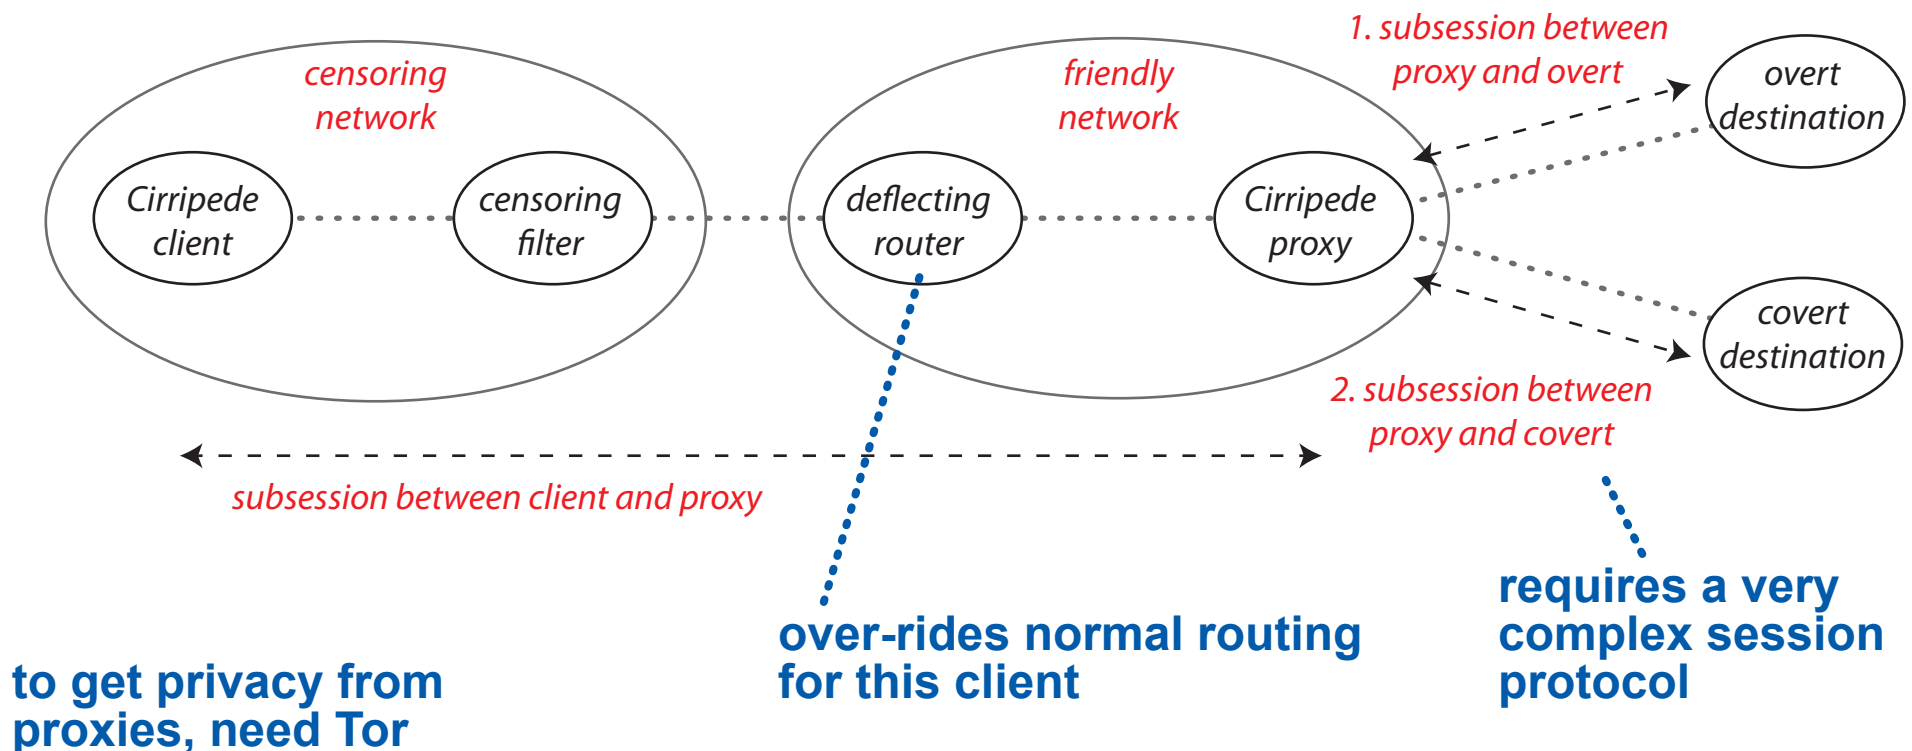 censoring
network
Cirripede
client
censoring
filter
friendly
network
deflecting
router
Cirripede
proxy
1. subsession between
proxy and overt
overt
destination
covert
destination
2. subsession between
proxy and covert
subsession between client and proxy
requires a very
complex session
protocol
over-rides normal routing
for this client
to get privacy from
proxies, need Tor